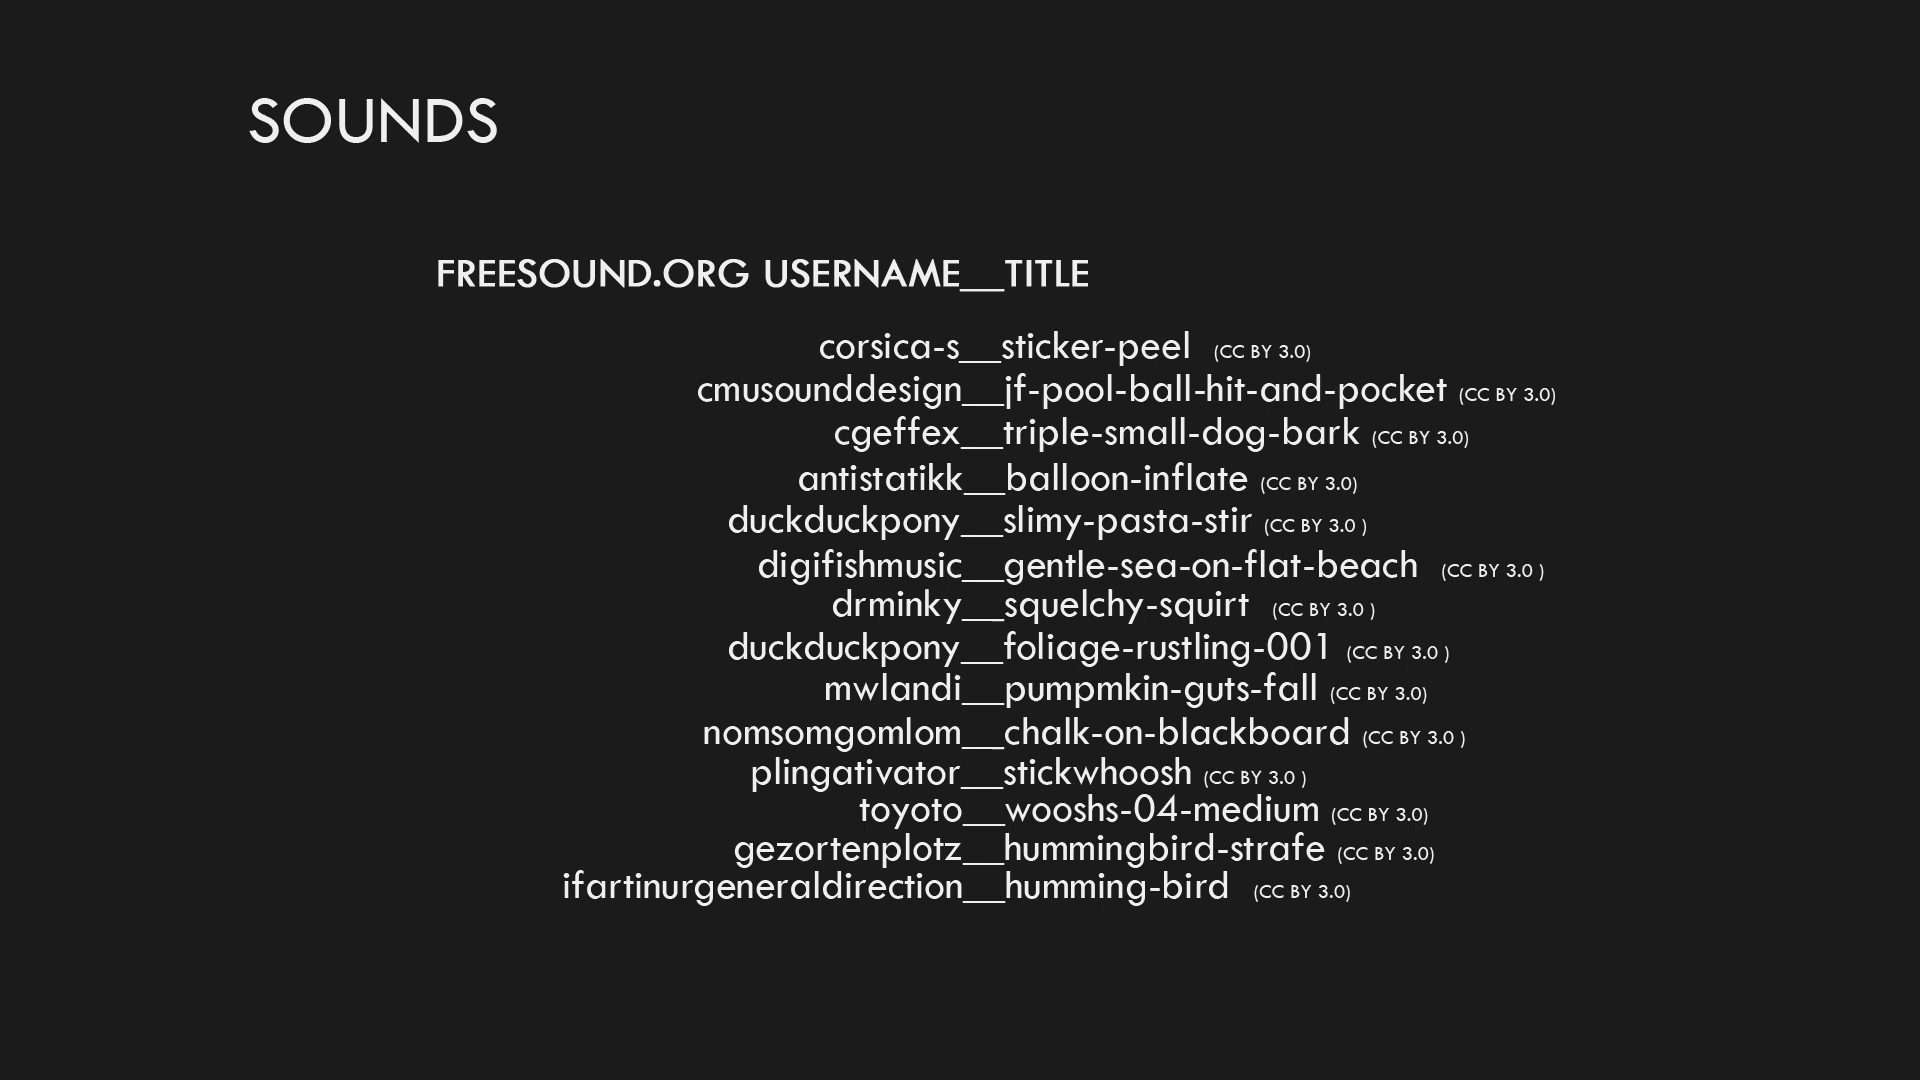 SOUNDS
FREESOUND.ORG USERNAME__TITLE
corsica-s__sticker-peel (CC BY 3.0)
cmusounddesign__jf-pool-ball-hit-and-pocket (CC BY 3.0)
cgeffex__triple-small-dog-bark (CC BY 3.0)
antistatikk__balloon-inflate (CC BY 3.0)
duckduckpony__slimy-pasta-stir (CC BY 3.0 )
digifishmusic__gentle-sea-on-flat-beach (CC BY 3.0 )
drminky__squelchy-squirt (CC BY 3.0 )
duckduckpony__foliage-rustling-001 (CC BY 3.0 )
mwlandi__pumpmkin-guts-fall (CC BY 3.0)
nomsomgomlom__chalk-on-blackboard (CC BY 3.0 )
plingativator__stickwhoosh (CC BY 3.0 )
toyoto__wooshs-04-medium (CC BY 3.0)
gezortenplotz__hummingbird-strafe (CC BY 3.0)
ifartinurgeneraldirection__humming-bird (CC BY 3.0)